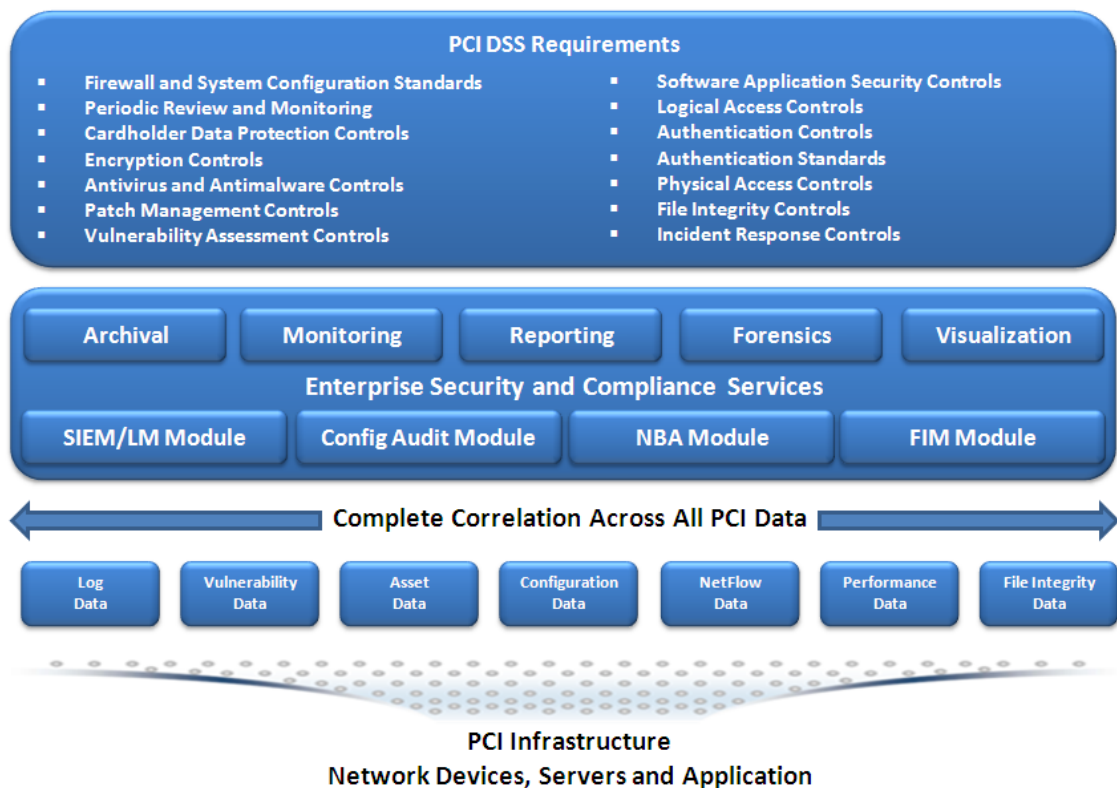 PCI DSS Requirements
▪ Firewall and System Configuration Standards
▪ Periodic Review and Monitoring
▪ Cardholder Data Protection Controls
▪ Encryption Controls
▪ Antivirus and Antimalware Controls
▪ Patch Management Controls
▪ Vulnerability Assessment Controls
▪ Software Application Security Controls
▪ Logical Access Controls
▪ Authentication Controls
▪ Authentication Standards
▪ Physical Access Controls
▪ File Integrity Controls
▪ Incident Response Controls
Archival
Monitoring
Reporting
Forensics
Visualization
Enterprise Security and Compliance Services
SIEM/LM Module
Config Audit Module
NBA Module
FIM Module
Complete Correlation Across All PCI Data
Log
Data
Vulnerability
Data
Asset
Data
Configuration
Data
NetFlow
Data
Performance
Data
File Integrity
Data
PCI Infrastructure
Network Devices, Servers and Application